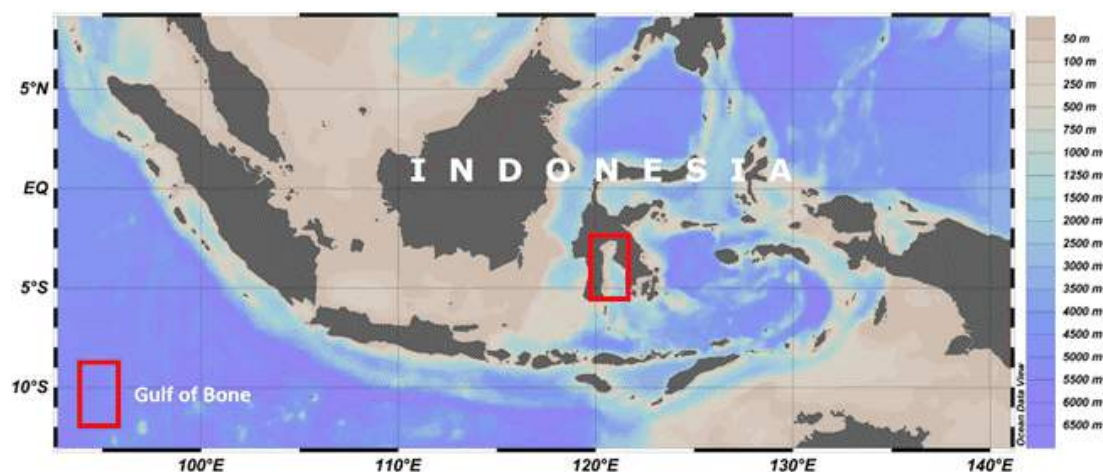 5°N
EQ
5°S
10°S
INDONESIA
Gulf of Bone
100°E
110°E
120°E
130°E
140°E
Ocean Data View
50 m
100 m
250 m
500 m
750 m
1000 m
1250 m
1500 m
2000 m
2500 m
3000 m
3500 m
4000 m
4500 m
5000 m
5500 m
6000 m
6500 m